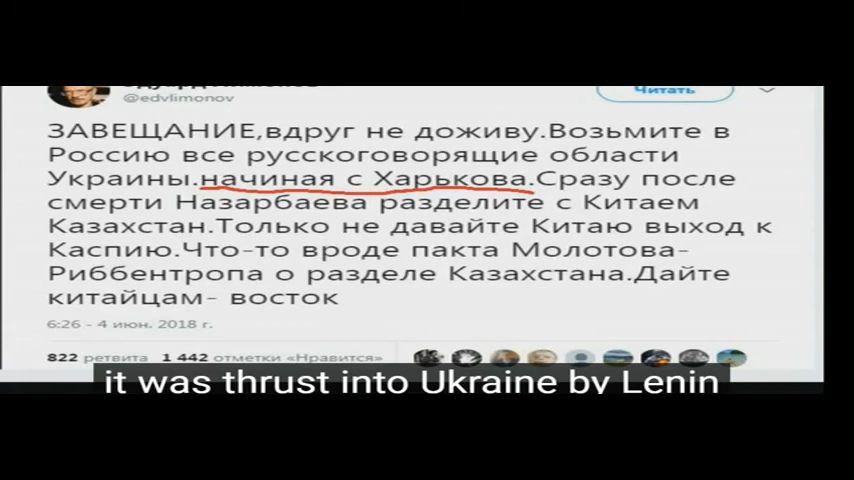 @edvlimonov
Читать
ЗАВЕЩАНИЕ,вдруг не доживу.Возьмите в
Россию все русскоговорящие области
Украины.начиная с Харькова.Сразу после
смерти Назарбаева разделите с Китаем
Казахстан.Только не давайте Китаю выход к
Каспию.Что-то вроде пакта Молотова-
Риббентропа о разделе Казахстана.Дайте
китайцам- восток
6:26 - 4 июн. 2018 г.
822 ретвита 1 442 отметки «Нравится»
it was thrust into Ukraine by Lenin